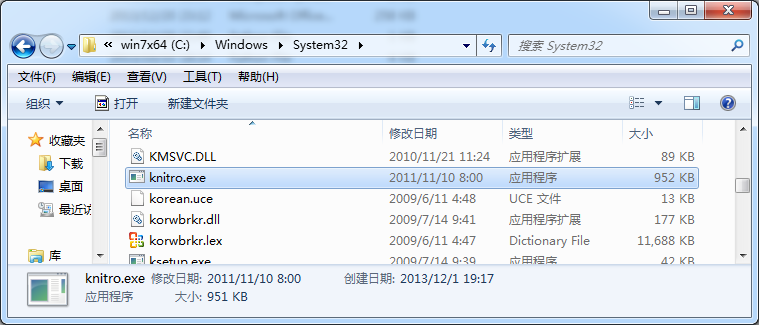 « win7x64 (C:) ▸ Windows ▸ System32 ▸ 搜索 System32
文件(F) 编辑(E) 查看(V) 工具(T) 帮助(H)
组织 ▼ 打开 新建文件夹
收藏夹
下载
桌面
最近访
库
名称 修改日期 类型 大小
KMSVC.DLL 2010/11/21 11:24 应用程序扩展 89 KB
knitro.exe 2011/11/10 8:00 应用程序 952 KB
korean.uce 2009/6/11 4:48 UCE 文件 13 KB
korwbrkr.dll 2009/7/14 9:41 应用程序扩展 177 KB
korwbrkr.lex 2009/6/11 4:47 Dictionary File 11,688 KB
ksetup.exe 2009/7/14 9:39 应用程序 42 KB
knitro.exe 修改日期: 2011/11/10 8:00 创建日期: 2013/12/1 19:17
应用程序 大小: 951 KB